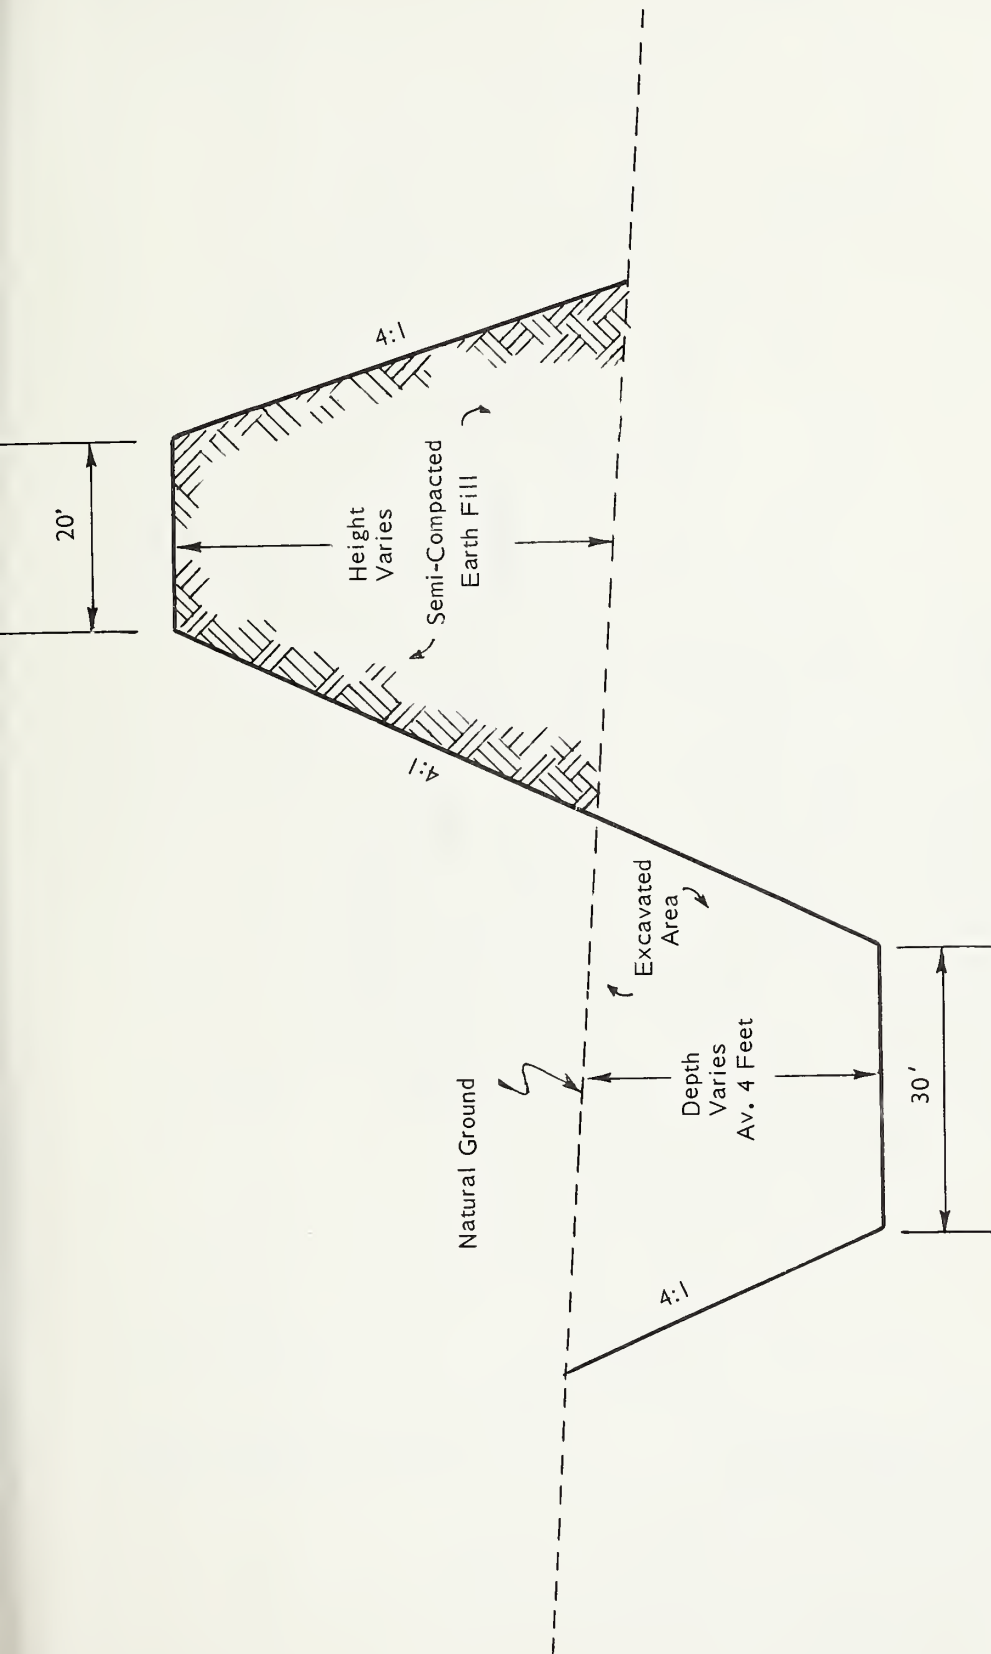 20'
4:1
Height
Varies
Semi-Compacted
Earth Fill
4:1
Natural Ground
Excavated
Area
Depth
Varies
Av. 4 Feet
4:1
30'